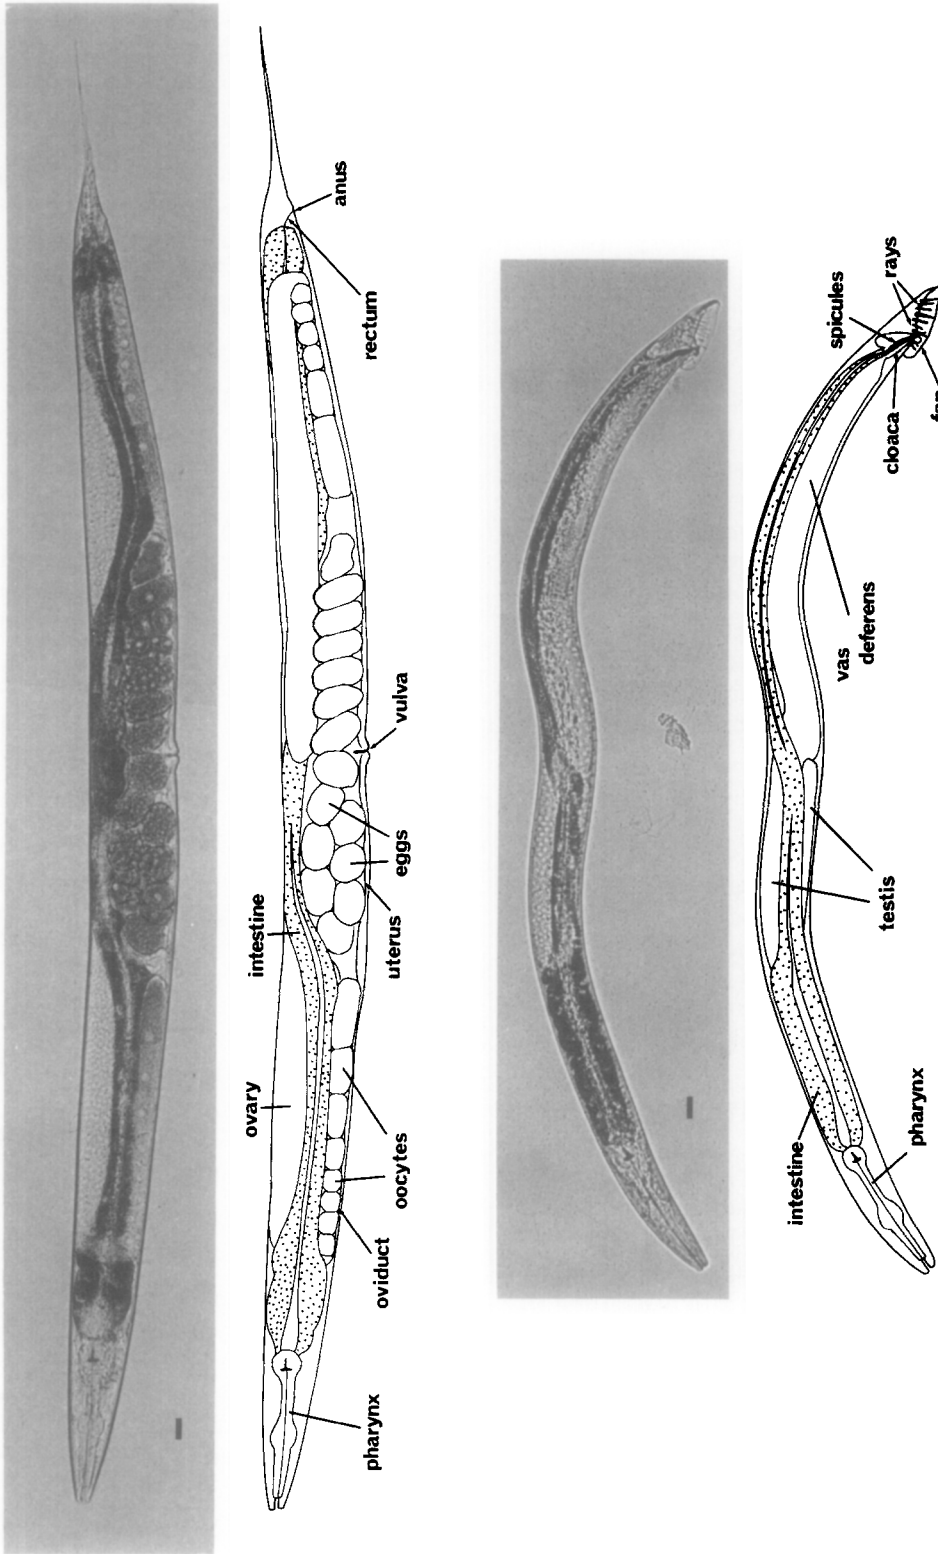 ovary
intestine
pharynx
oviduct
oocytes
uterus
eggs
vulva
rectum
anus
intestine
pharynx
testis
vas
deferens
cloaca
spicules
rays